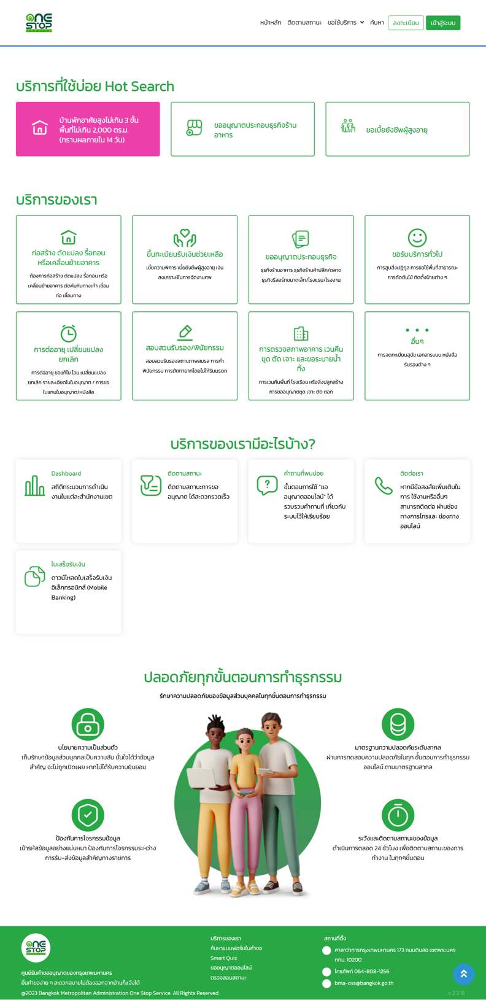 ONE
STOP
SERVICE
หน้าหลัก ติดตามสถานะ ขอใช้บริการ ค้นหา ลงทะเบียน เข้าสู่ระบบ
บริการที่ใช้บ่อย Hot Search
บ้านพักอาศัยสูงไม่เกิน 3 ชั้น
พื้นที่ไม่เกิน 2,000 ตร.ม.
(ทราบผลภายใน 14 วัน)
ขออนุญาตประกอบธุรกิจร้าน
อาหาร
ขอเบี้ยยังชีพผู้สูงอายุ
บริการของเรา
ก่อสร้าง ดัดแปลง รื้อถอน
หรือเคลื่อนย้ายอาคาร
ต้องการก่อสร้าง ดัดแปลง รื้อถอน หรือ
เคลื่อนย้ายอาคาร ตัดคันหินทางเท้า เชื่อม
ท่อ เชื่อมทาง
ขึ้นทะเบียนรับเงินช่วยเหลือ
เบี้ยความพิการ เบี้ยยังชีพผู้สูงอายุ เงิน
สงเคราะห์ในการจัดงานศพ
ขออนุญาตประกอบธุรกิจ
ธุรกิจร้านอาหาร ธุรกิจร้านค้าปลีก/ตลาด
ธุรกิจรีสอร์ทขนาดเล็ก/โรงแรม/โรงงาน
ขอรับบริการทั่วไป
การสูบสิ่งปฏิกูล การขอใช้พื้นที่สาธารณะ
การตัดต้นไม้ ติดตั้งป้ายต่าง ๆ
การต่ออายุ เปลี่ยนแปลง
ยกเลิก
การต่ออายุ ขอแก้ไข โอน เปลี่ยนแปลง
ยกเลิก รายละเอียดในใบอนุญาต / การขอ
ใบแทนใบอนุญาต/หนังสือ
สอบสวนรับรอง/พินัยกรรม
สอบสวนรับรองสถานภาพสมรส การทำ
พินัยกรรม การตัดทายาทโดยไม่ให้รับมรดก
การตรวจสภาพอาคาร เวนคืน
ขุด ตัด เจาะ และขอระบายน้ำ
ทิ้ง
การเวนคืนพื้นที่ โรงเรือน หรือสิ่งปลูกสร้าง
การขออนุญาตขุด เจาะ ตัด ตอก
อื่นๆ
การจดทะเบียนสุนัข เอกสารแนบ หนังสือ
รับรองต่าง ๆ
บริการของเรามีอะไรบ้าง?
Dashboard
สถิติกระบวนการดำเนิน
งานในแต่ละสำนักงานเขต
ติดตามสถานะ
ติดตามสถานะการขอ
อนุญาต ได้สะดวกรวดเร็ว
คำถามที่พบบ่อย
ขั้นตอนการใช้ “ขอ
อนุญาตออนไลน์” ได้
รวบรวมคำถามที่ เกี่ยวกับ
ระบบไว้ให้เรียบร้อย
ติดต่อเรา
หากมีข้อสงสัยเพิ่มเติมใน
การ ใช้งานหรืออื่นๆ
สามารถติดต่อ ผ่านช่อง
ทางการโทรและ ช่องทาง
ออนไลน์
ใบเสร็จรับเงิน
ดาวน์โหลดใบเสร็จรับเงิน
อิเล็กทรอนิกส์ (Mobile
Banking)
ปลอดภัยทุกขั้นตอนการทำธุรกรรม
รักษาความปลอดภัยของข้อมูลส่วนบุคคลในทุกขั้นตอนการทำธุรกรรม
นโยบายความเป็นส่วนตัว
เก็บรักษาข้อมูลส่วนบุคคลเป็นความลับ มั่นใจได้ว่าข้อมูล
สำคัญ จะไม่ถูกเปิดเผย หากไม่ได้รับความยินยอม
มาตรฐานความปลอดภัยระดับสากล
ผ่านการทดสอบความปลอดภัยในทุก ขั้นตอนการทำธุรกรรม
ออนไลน์ ตามมาตรฐานสากล
ป้องกันการโจรกรรมข้อมูล
เข้ารหัสข้อมูลอย่างแน่นหนา ป้องกันการโจรกรรมระหว่าง
การรับ-ส่งข้อมูลสำคัญทางราชการ
ระวังและติดตามสถานะของข้อมูล
ดำเนินการตลอด 24 ชั่วโมง เพื่อติดตามสถานะของการ
ทำงาน ในทุกๆขั้นตอน
ONE
STOP
SERVICE
ศูนย์รับคำขออนุญาตของกรุงเทพมหานคร
ยื่นคำของ่าย ๆ สะดวกสบายไม่ต้องออกจากบ้านก็แจ้งได้
@2023 Bangkok Metropolitan Administration One Stop Service. All Rights Reserved.
บริการของเรา
ค้นหาแบบฟอร์มใบคำขอ
Smart Quiz
ขออนุญาตออนไลน์
ตรวจสอบสถานะ
สถานที่ตั้ง
ศาลาว่าการกรุงเทพมหานคร 173 ถนนดินสอ เขตพระนคร
กทม. 10200
โทรศัพท์ 064-808-1256
bma-oss@bangkok.go.th
v 2.3.19